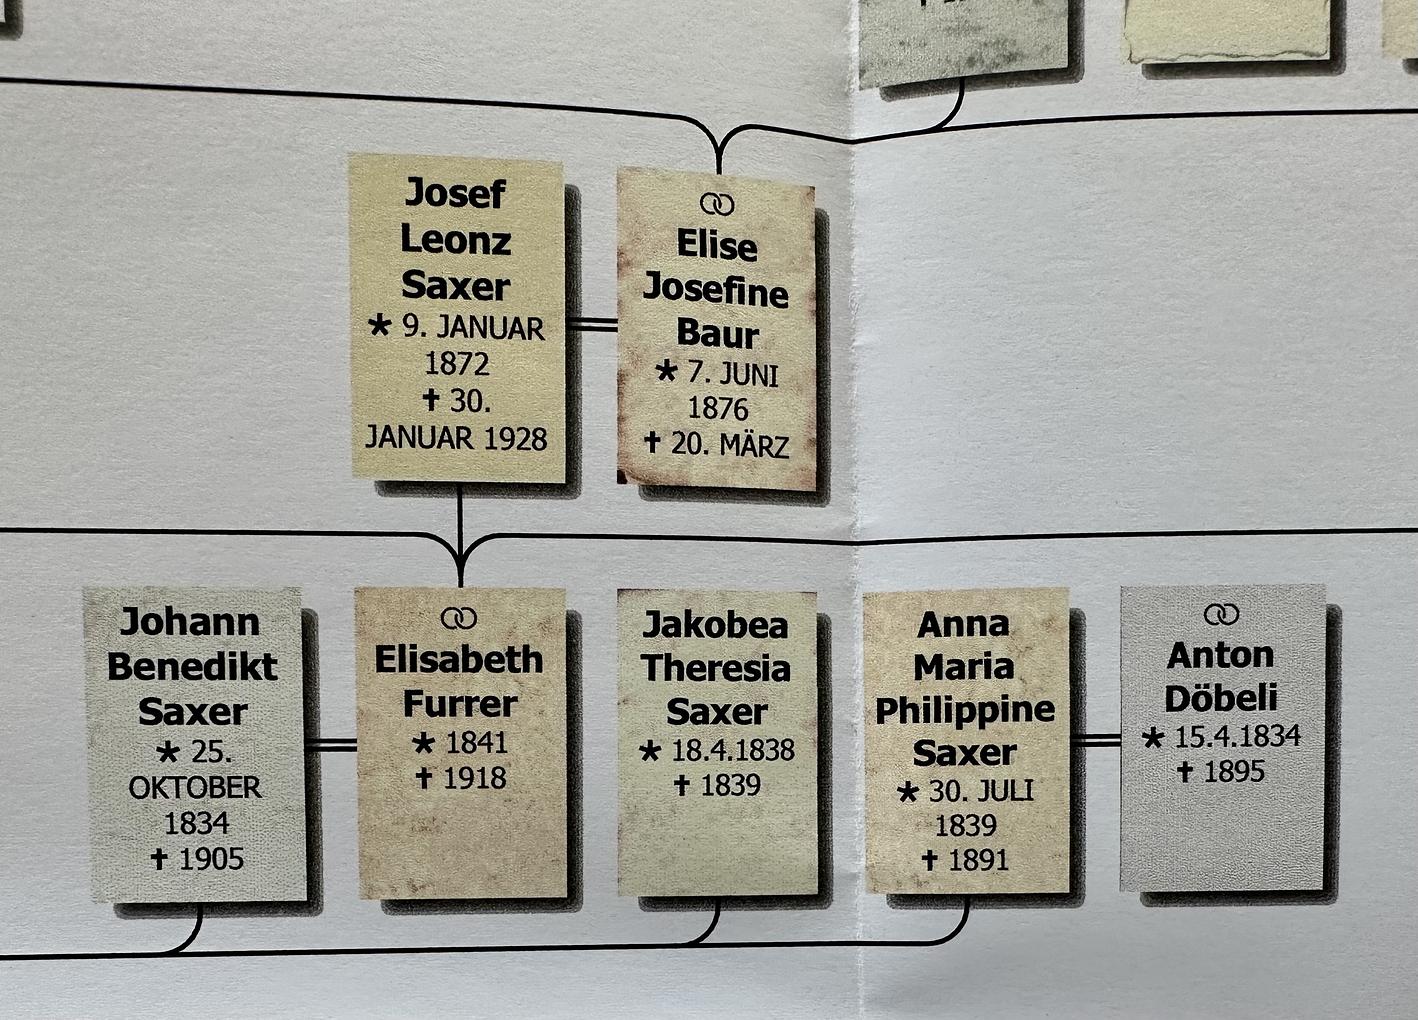 Josef
Leonz
Saxer
* 9. JANUAR
1872
✝ 30.
JANUAR 1928
Elise
Josefine
Baur
* 7. JUNI
1876
✝ 20. MÄRZ
Johann
Benedikt
Saxer
* 25.
OKTOBER
1834
✝ 1905
Elisabeth
Furrer
* 1841
✝ 1918
Jakobea
Theresia
Saxer
* 18.4.1838
✝ 1839
Anna
Maria
Philippine
Saxer
* 30. JULI
1839
✝ 1891
Anton
Döbeli
* 15.4.1834
✝ 1895